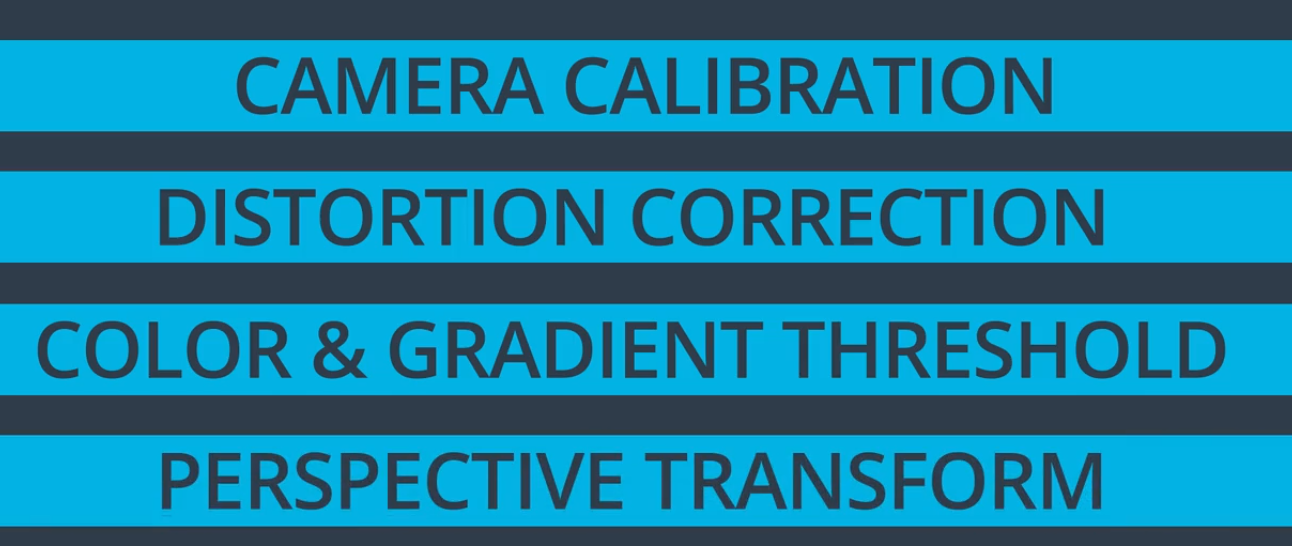 CAMERA CALIBRATION
DISTORTION CORRECTION
COLOR & GRADIENT THRESHOLD
PERSPECTIVE TRANSFORM